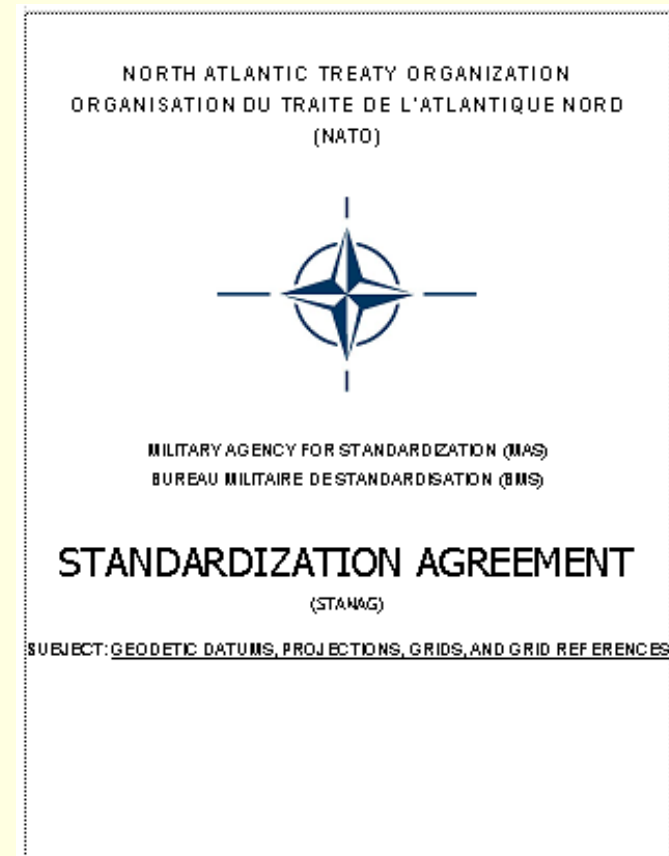 NORTH ATLANTIC TREATY ORGANIZATION
ORGANISATION DU TRAITE DE L'ATLANTIQUE NORD
(NATO)
MILITARY AGENCY FOR STANDARDIZATION (MAS)
BUREAU MILITAIRE DE STANDARDISATION (BMS)
STANDARDIZATION AGREEMENT
(STANAG)
SUBJECT: GEODETIC DATUMS, PROJECTIONS, GRIDS, AND GRID REFERENCES